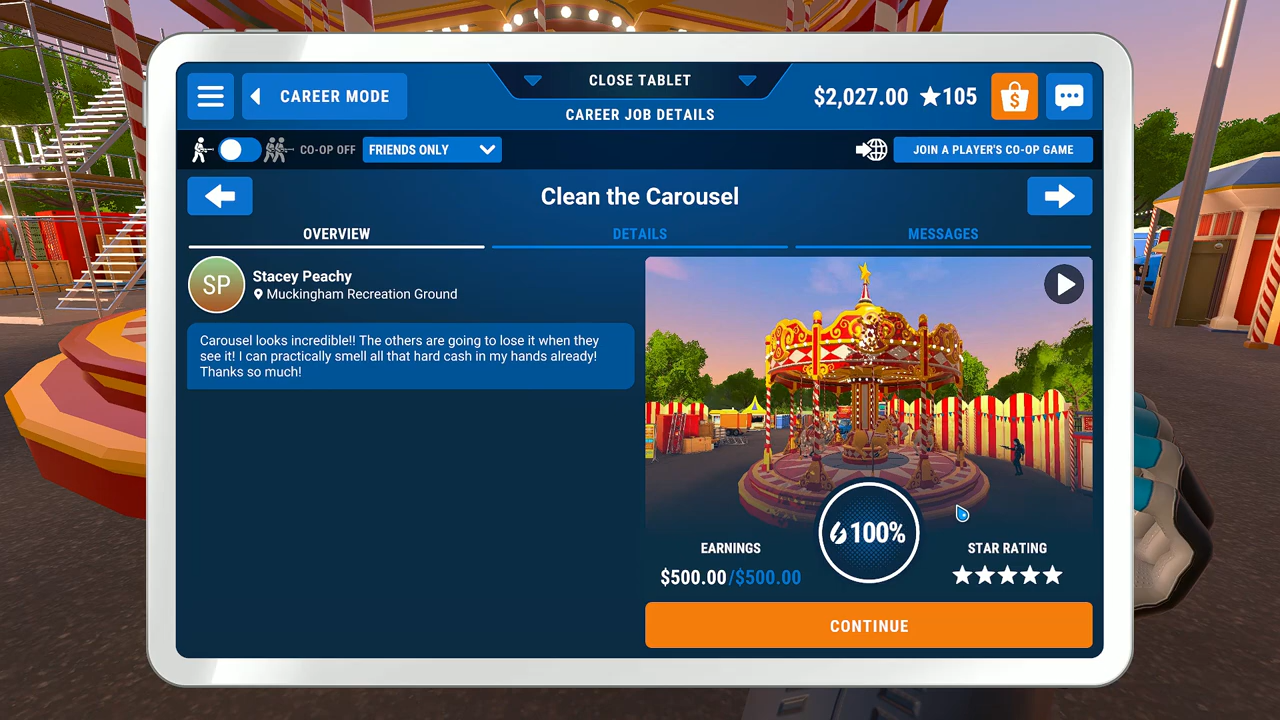 CLOSE TABLET
CAREER MODE
CAREER JOB DETAILS
$2,027.00 ★105
CO-OP OFF
FRIENDS ONLY
JOIN A PLAYER'S CO-OP GAME
Clean the Carousel
OVERVIEW
DETAILS
MESSAGES
SP
Stacey Peachy
Muckingham Recreation Ground
Carousel looks incredible!! The others are going to lose it when they
see it! I can practically smell all that hard cash in my hands already!
Thanks so much!
100%
EARNINGS
$500.00/$500.00
STAR RATING
★★★★★
CONTINUE